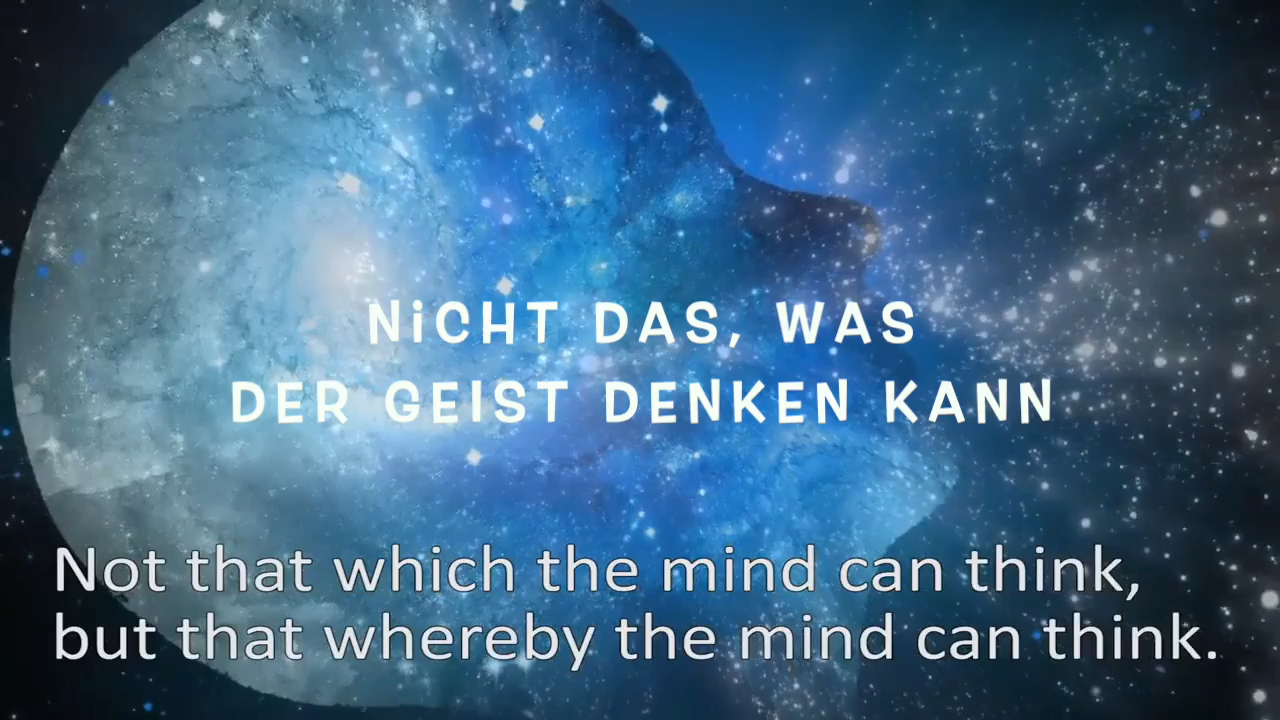 NiCHT DAS, WAS
DER GEIST DENKEN KANN
Not that which the mind can think,
but that whereby the mind can think.